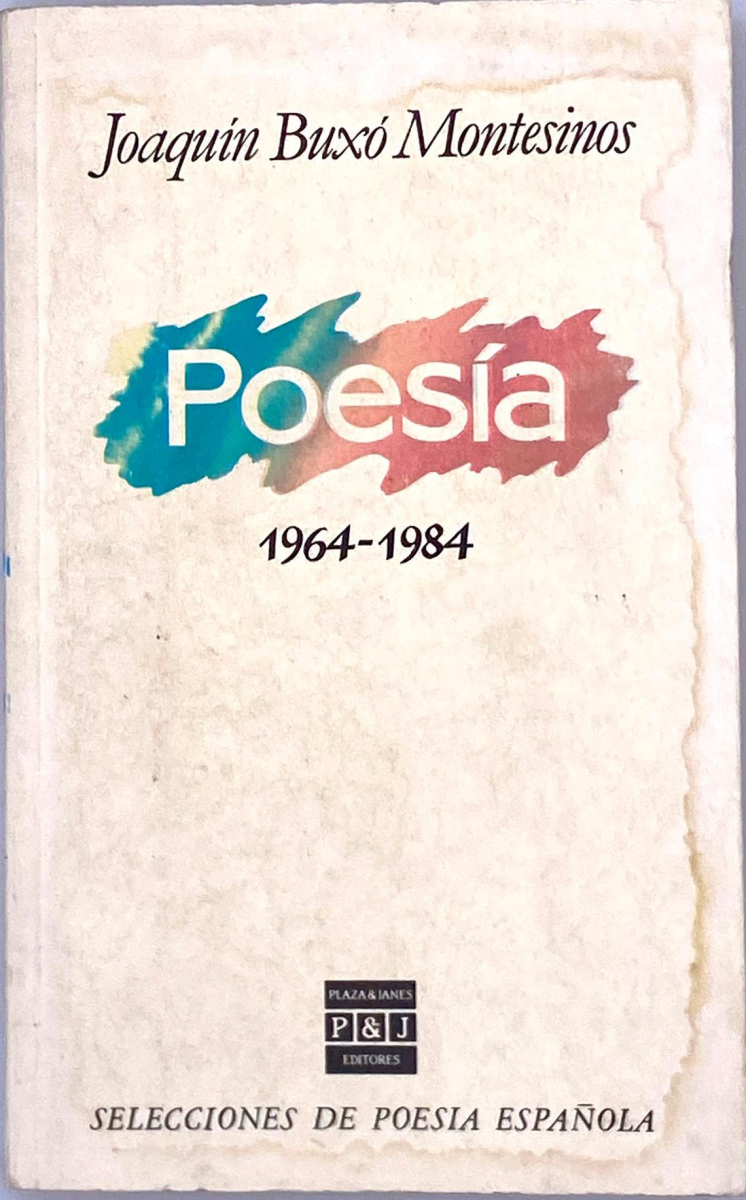 Joaquín Buxó Montesinos
Poesía
1964-1984
PLAZA & JANES
P & J
EDITORES
SELECCIONES DE POESIA ESPAÑOLA